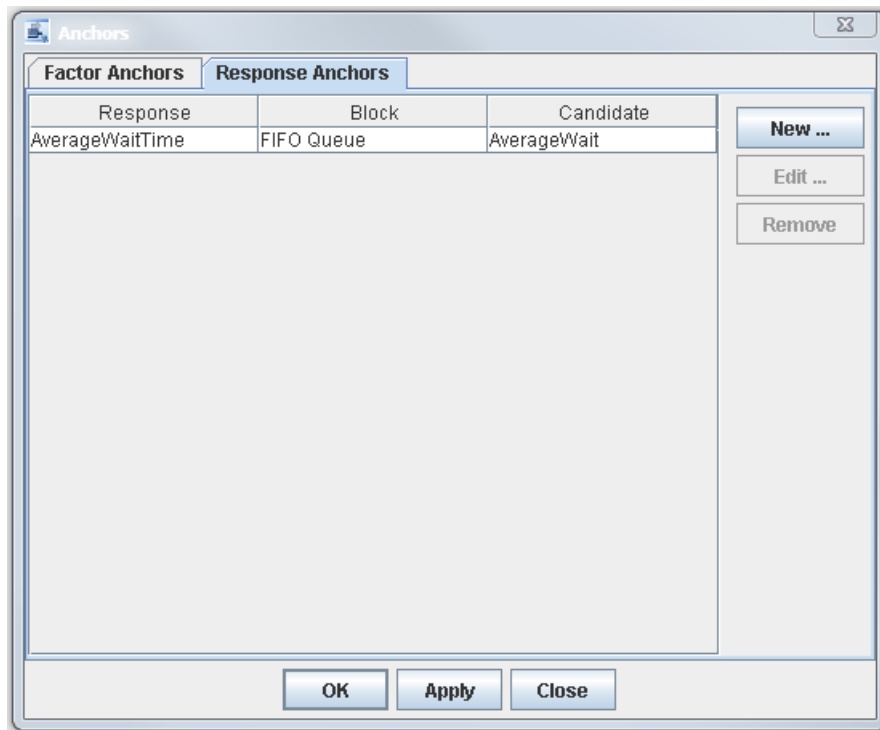 Anchors
Factor Anchors Response Anchors
Response Block Candidate
AverageWaitTime FIFO Queue AverageWait
New ...
Edit ...
Remove
OK Apply Close